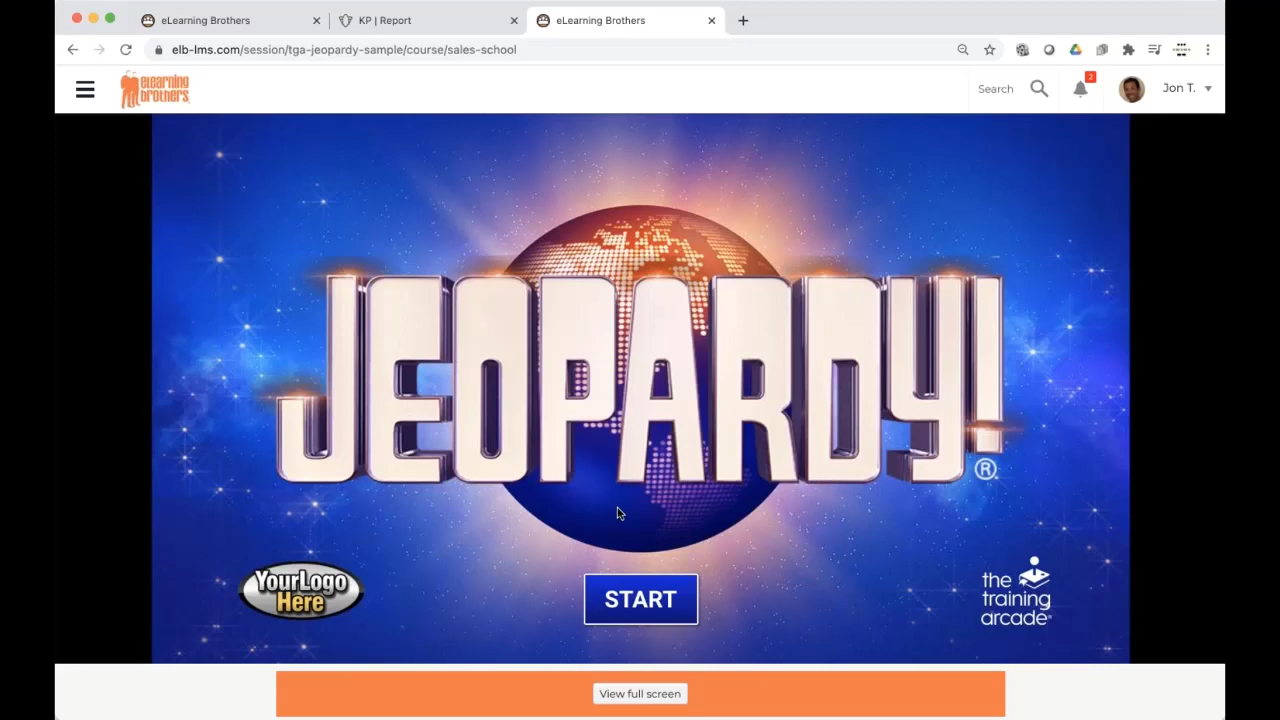 eLearning Brothers
KP | Report
eLearning Brothers
elb-lms.com/session/tga-jeopardy-sample/course/sales-school
eLearning
brothers
Search
2
Jon T.
JEOPARDY!
®
YourLogo
Here
START
the
training
arcade®
View full screen